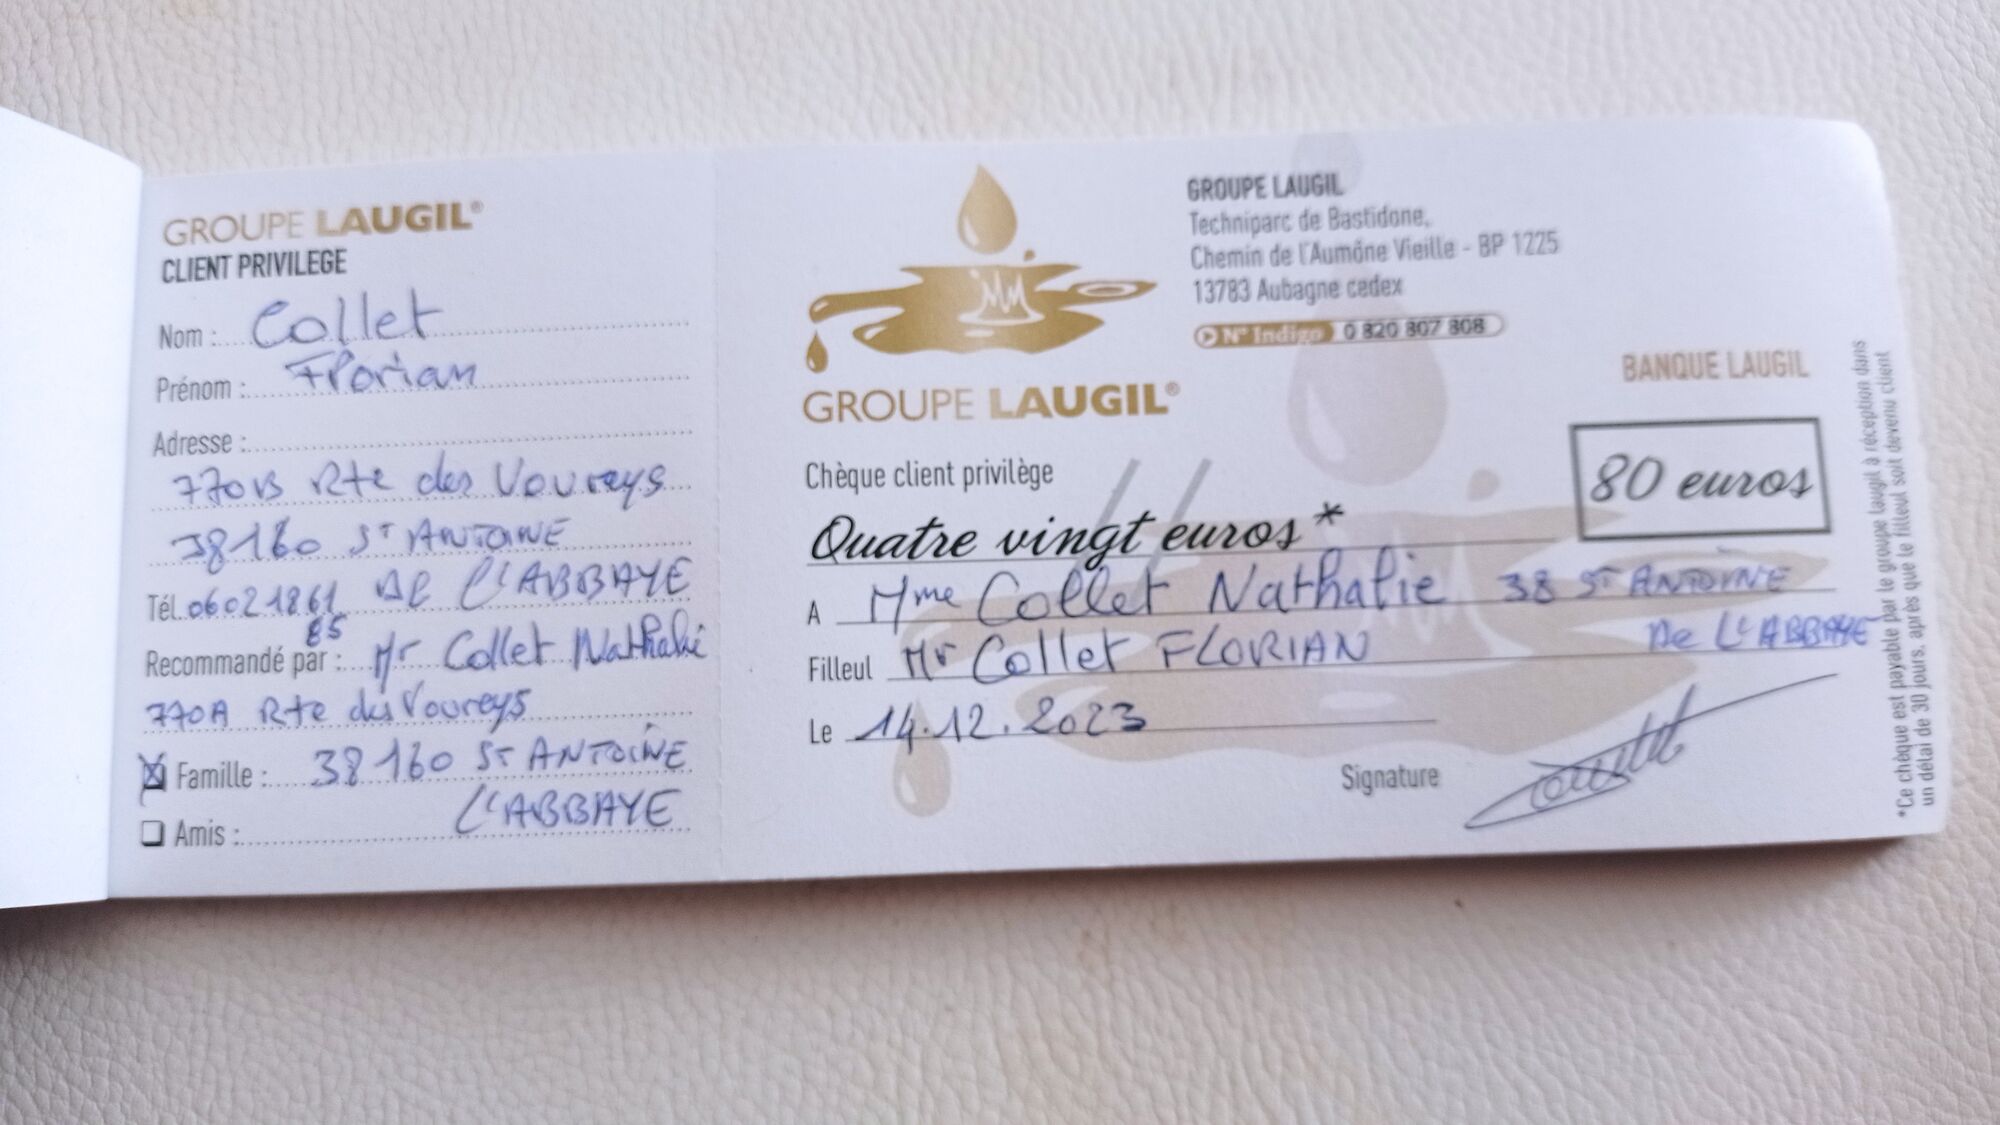 GROUPE LAUGIL®
CLIENT PRIVILEGE
Nom : Collet
Prénom : Florian
Adresse :
770B Rte des Voureys
38160 St ANTOINE
Tél. 06021861 DE L'ABBAYE
85
Recommandé par : Mr Collet Nathalie
770A Rte des Voureys
Famille : 38160 St ANTOINE
L'ABBAYE
Amis :
GROUPE LAUGIL®
GROUPE LAUGIL
Techniparc de Bastidone,
Chemin de l'Aumône Vieille - BP 1225
13783 Aubagne cedex
N° Indigo 0 820 807 808
BANQUE LAUGIL
80 euros
Chèque client privilège
Quatre vingt euros*
A Mme Collet Nathalie 38 St ANTOINE
DE L'ABBAYE
Filleul Mr Collet FLORIAN
Le 14.12.2023
Signature
*Ce chèque est payable par le groupe laugil à réception dans
un délai de 30 jours, après que le filleul soit devenu client